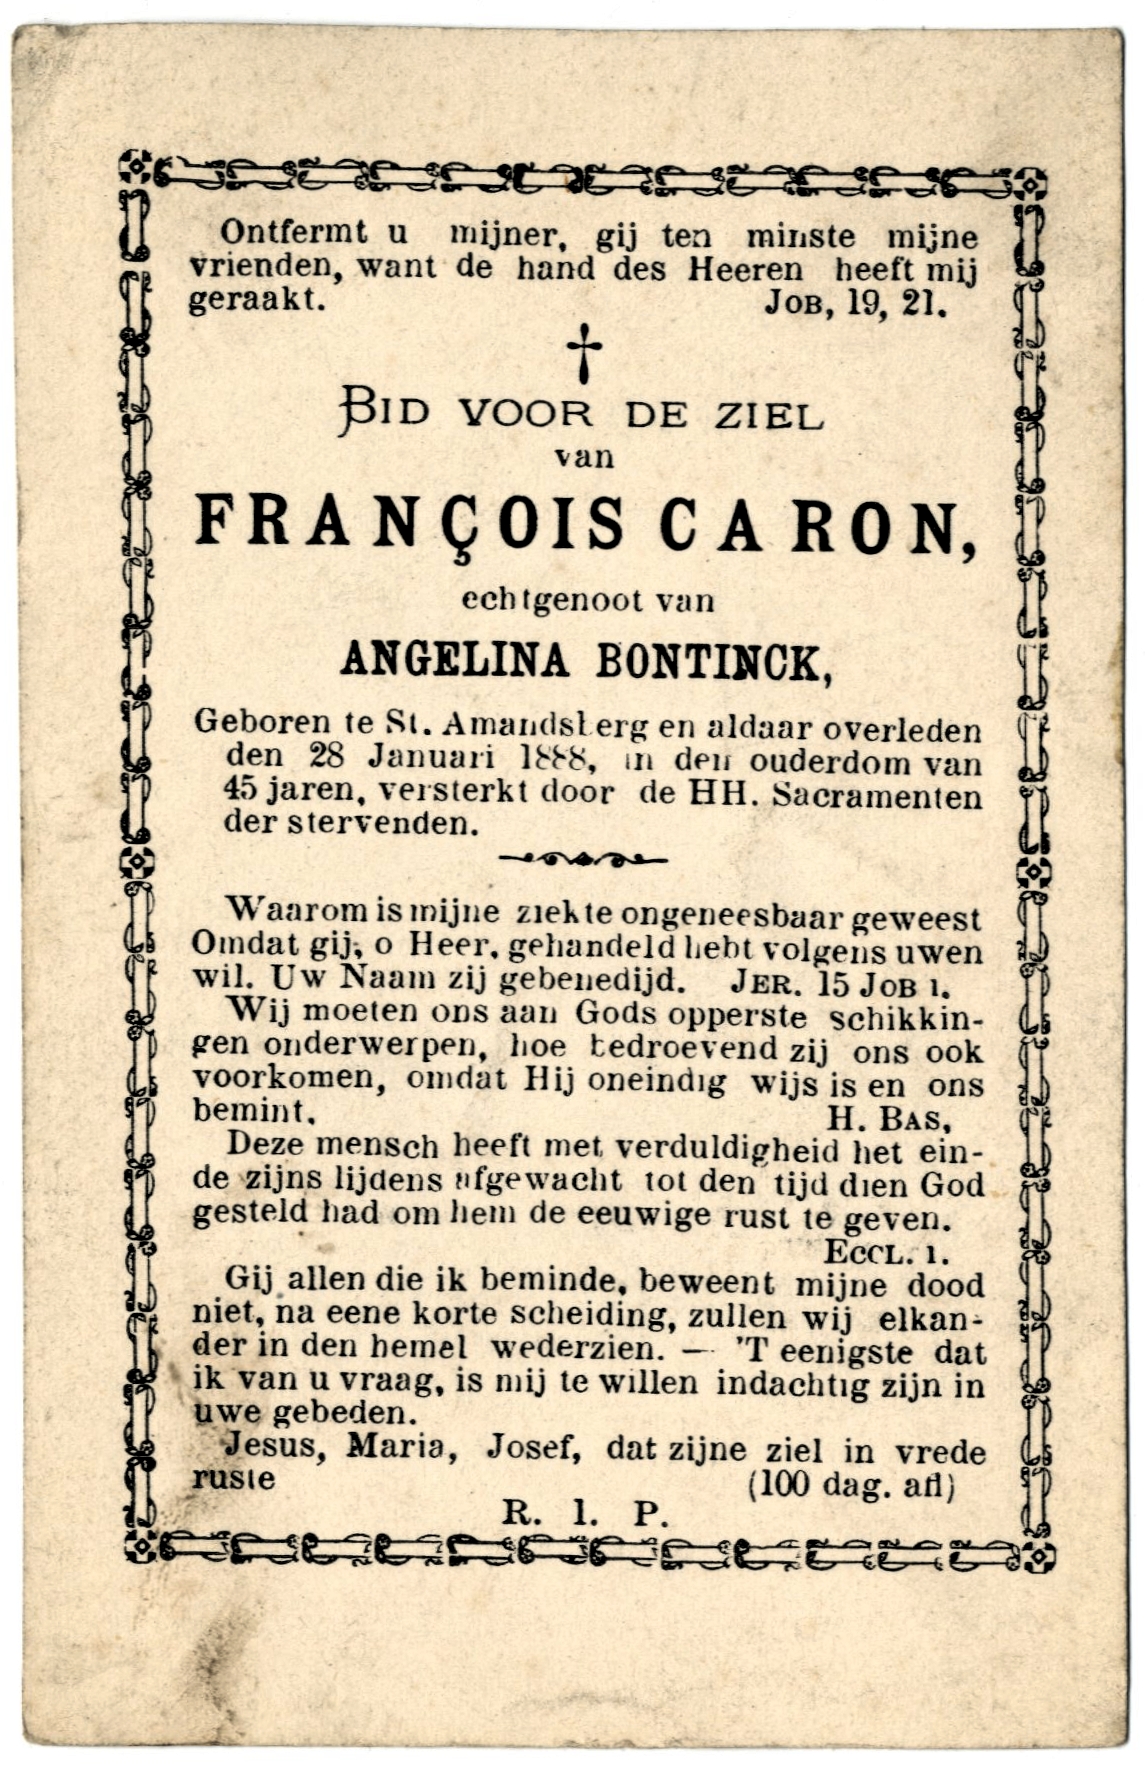 Ontfermt u mijner, gij ten minste mijne
vrienden, want de hand des Heeren heeft mij
geraakt. JOB, 19, 21.
†
BID VOOR DE ZIEL
van
FRANÇOIS CARON,
echtgenoot van
ANGELINA BONTINCK,
Geboren te St. Amandsberg en aldaar overleden
den 28 Januari 1888, in den ouderdom van
45 jaren, versterkt door de HH. Sacramenten
der stervenden.
Waarom is mijne ziekte ongeneesbaar geweest
Omdat gij, o Heer, gehandeld hebt volgens uwen
wil. Uw Naam zij gebenedijd. JER. 15 JOB 1.
Wij moeten ons aan Gods opperste schikkin-
gen onderwerpen, hoe bedroevend zij ons ook
voorkomen, omdat Hij oneindig wijs is en ons
bemint. H. BAS.
Deze mensch heeft met verduldigheid het ein-
de zijns lijdens afgewacht tot den tijd dien God
gesteld had om hem de eeuwige rust te geven.
ECCL. 1.
Gij allen die ik beminde, beweent mijne dood
niet, na eene korte scheiding, zullen wij elkan-
der in den hemel wederzien. — 'T eenigste dat
ik van u vraag, is mij te willen indachtig zijn in
uwe gebeden.
Jesus, Maria, Josef, dat zijne ziel in vrede
ruste (100 dag. afl)
R. I. P.